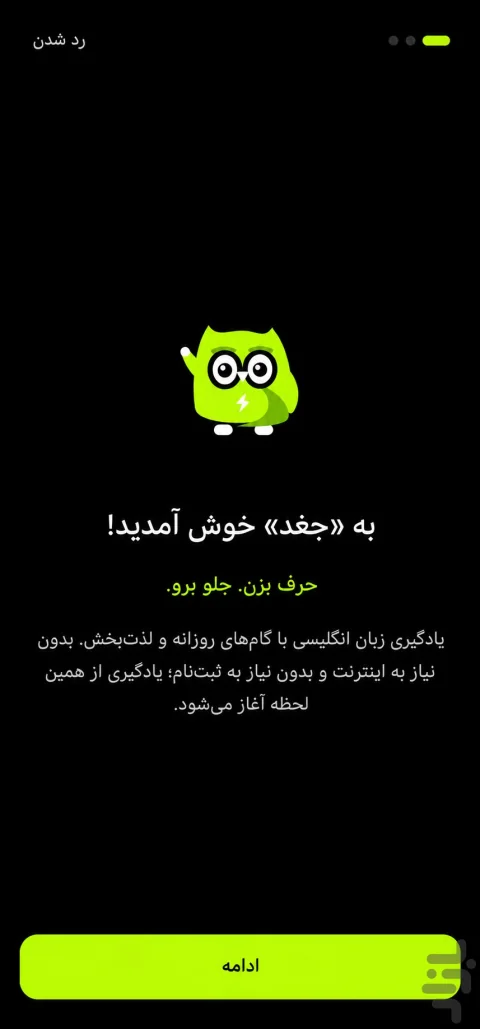 رد شدن
به «جغد» خوش آمدید!
حرف بزن. جلو برو.
یادگیری زبان انگلیسی با گام‌های روزانه و لذت‌بخش. بدون
نیاز به اینترنت و بدون نیاز به ثبت‌نام؛ یادگیری از همین
لحظه آغاز می‌شود.
ادامه